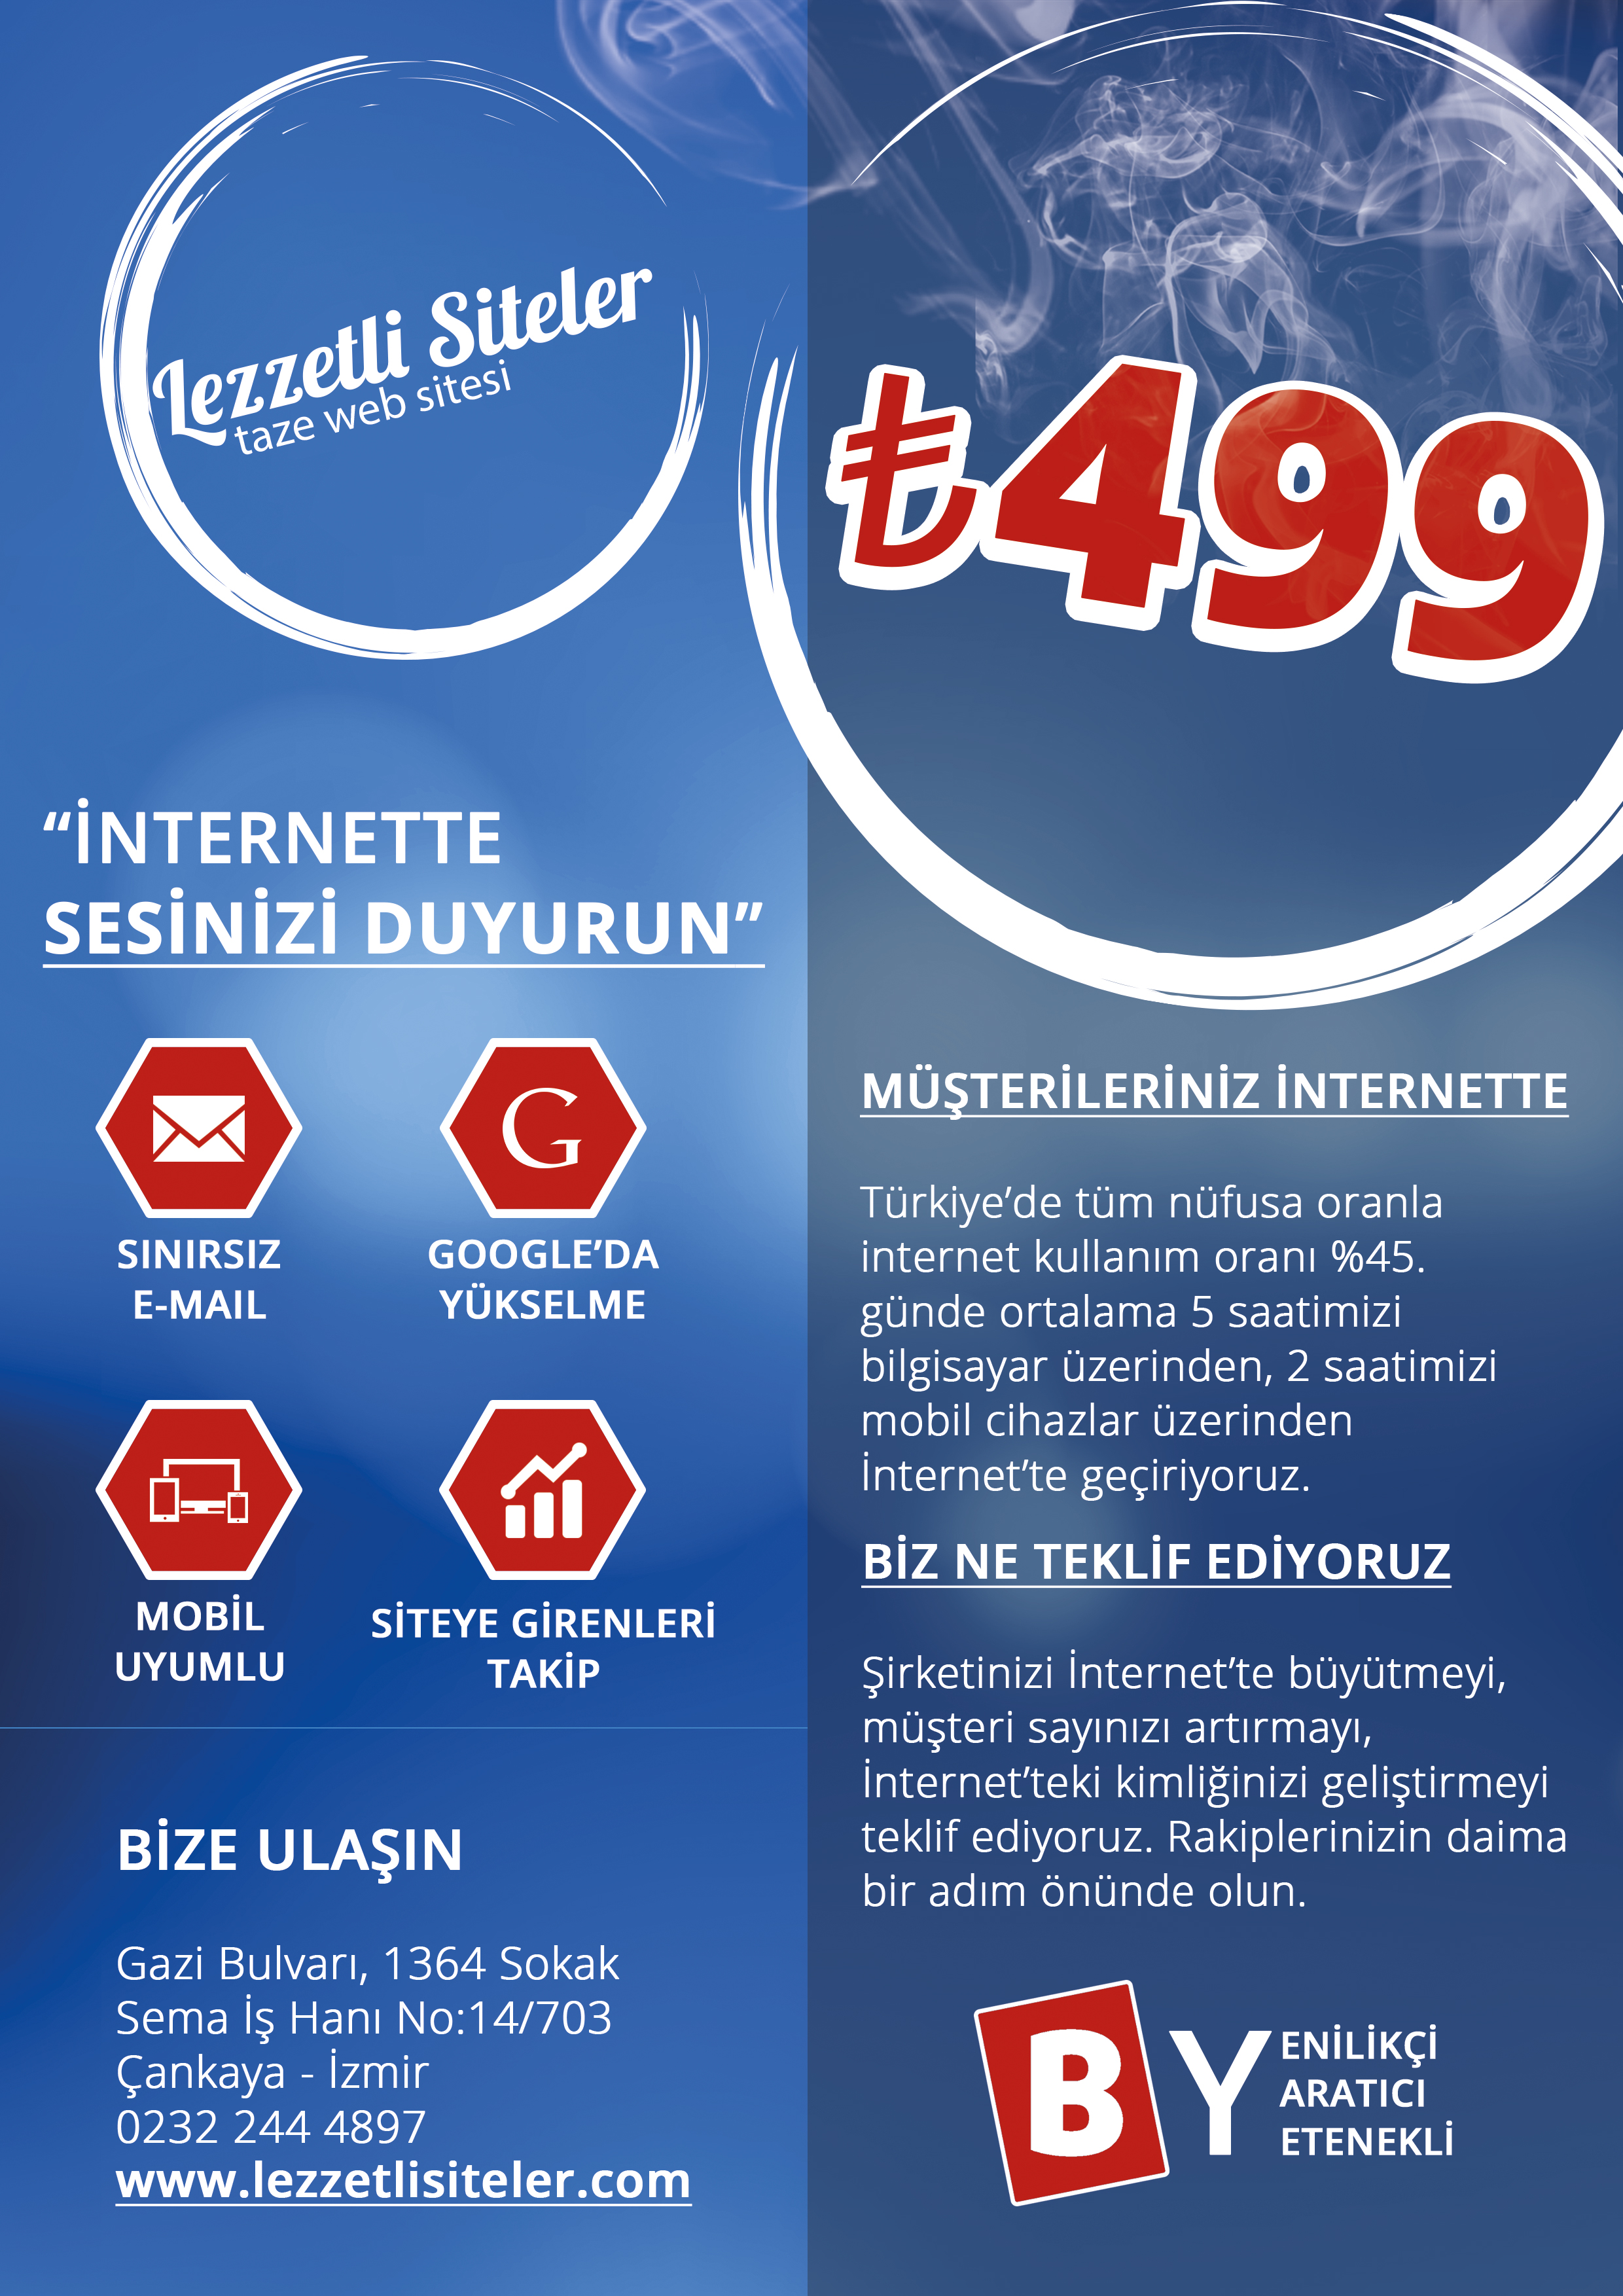 Lezzetli Siteler
taze web sitesi
“İNTERNETTE
SESİNİZİ DUYURUN”
SINIRSIZ
E-MAIL
G
GOOGLE’DA
YÜKSELME
MOBİL
UYUMLU
SİTEYE GİRENLERİ
TAKİP
BİZE ULAŞIN
Gazi Bulvarı, 1364 Sokak
Sema İş Hanı No:14/703
Çankaya - İzmir
0232 244 4897
www.lezzetlisiteler.com
₺499
MÜŞTERİLERİNİZ İNTERNETTE
Türkiye’de tüm nüfusa oranla
internet kullanım oranı %45.
günde ortalama 5 saatimizi
bilgisayar üzerinden, 2 saatimizi
mobil cihazlar üzerinden
İnternet’te geçiriyoruz.
BİZ NE TEKLİF EDİYORUZ
Şirketinizi İnternet’te büyütmeyi,
müşteri sayınızı artırmayı,
İnternet’teki kimliğinizi geliştirmeyi
teklif ediyoruz. Rakiplerinizin daima
bir adım önünde olun.
BY
ENİLİKÇİ
ARATICI
ETENEKLİ